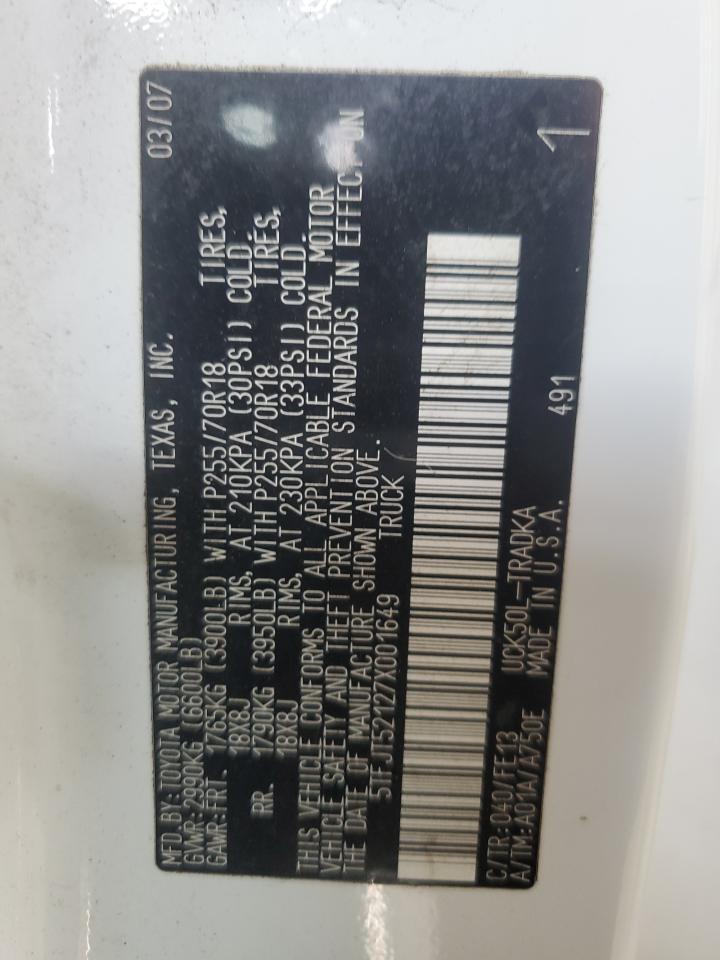 MFD. BY: TOYOTA MOTOR MANUFACTURING, TEXAS, INC. 03/07
GVWR: 2990KG (6600LB)
GAWR: FRT. 1765KG (3900LB) WITH P255/70R18 TIRES,
18X8J RIMS, AT 210KPA (30PSI) COLD.
RR. 1790KG (3950LB) WITH P255/70R18 TIRES,
18X8J RIMS, AT 230KPA (33PSI) COLD.
THIS VEHICLE CONFORMS TO ALL APPLICABLE FEDERAL MOTOR
VEHICLE SAFETY AND THEFT PREVENTION STANDARDS IN EFFECT ON
THE DATE OF MANUFACTURE SHOWN ABOVE.
5TFJT52127X001649 TRUCK
C/TR: 040/FE13 UCK50L-TRADKA 491 1
A/TM: A01A/A750E MADE IN U.S.A.